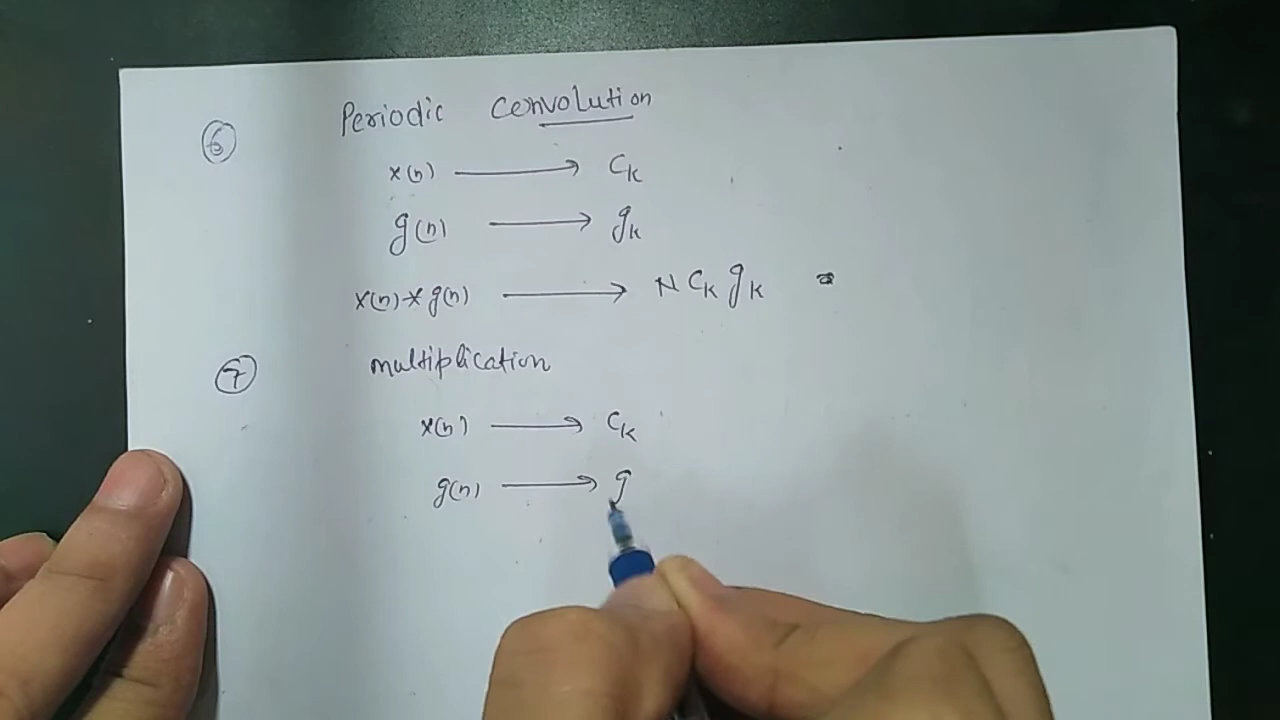 ⑥ Periodic Convolution
x(n) ⟶ Cₖ
g(n) ⟶ gₖ
x(n)*g(n) ⟶ N Cₖ gₖ
⑦ multiplication
x(n) ⟶ Cₖ
g(n) ⟶ g